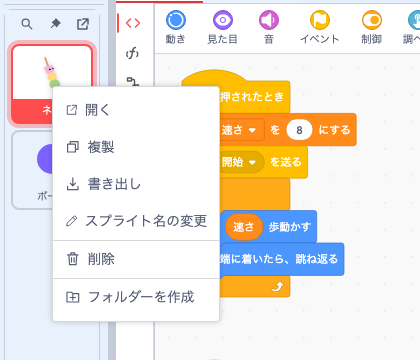 動き
見た目
音
イベント
制御
調べ
ネ
ボー
開く
複製
書き出し
スプライト名の変更
削除
フォルダーを作成
押されたとき
速さ を 8 にする
開始 を送る
速さ 歩動かす
端に着いたら、跳ね返る